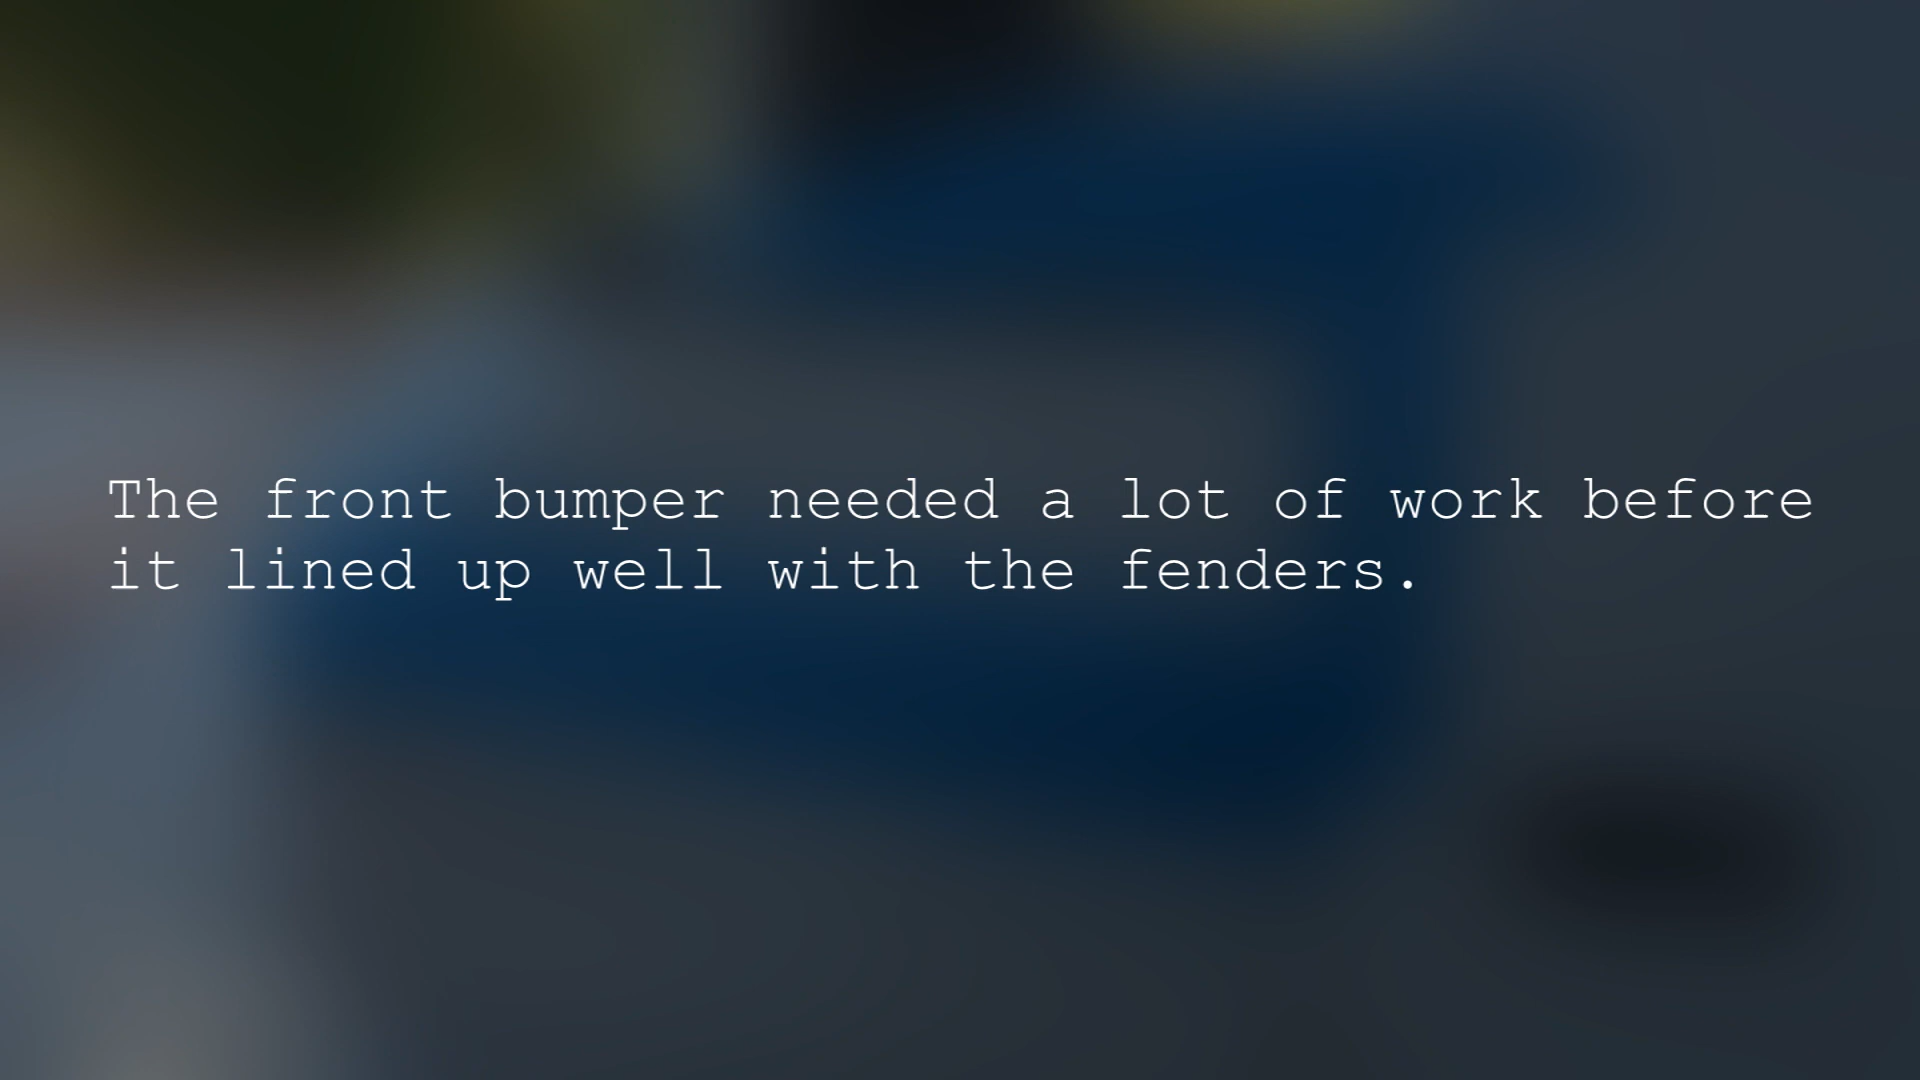 The front bumper needed a lot of work before
it lined up well with the fenders.